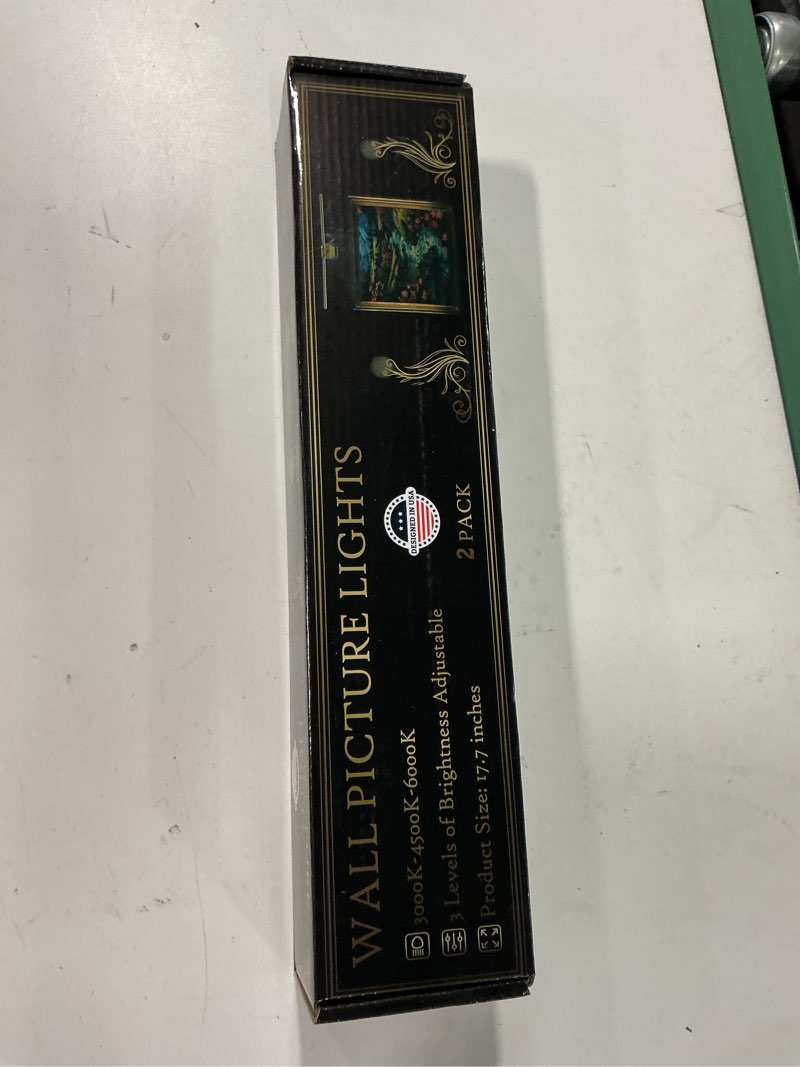 WALL PICTURE LIGHTS
3000K-4500K-6000K
3 Levels of Brightness Adjustable
Product Size: 17.7 inches
DESIGNED IN USA
2 PACK